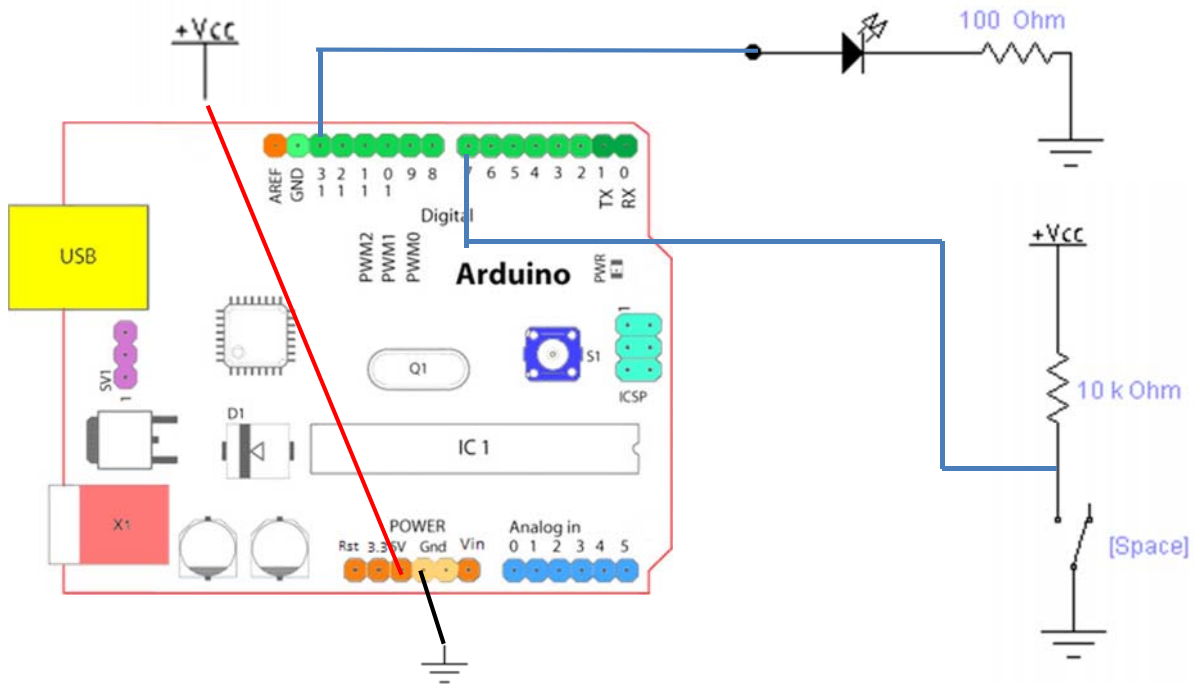 +Vcc
100 Ohm
AREF
GND
3 2 1 0 9 8
1 1 1 1
7 6 5 4 3 2 1 0
TX
RX
Digital
PWM2
PWM1
PWM0
USB
Arduino
PWR
+Vcc
1
SV1
1
Q1
S1
10 k Ohm
ICSP
D1
IC 1
X1
POWER
Rst 3.3 5V Gnd Vin
Analog in
0 1 2 3 4 5
[Space]